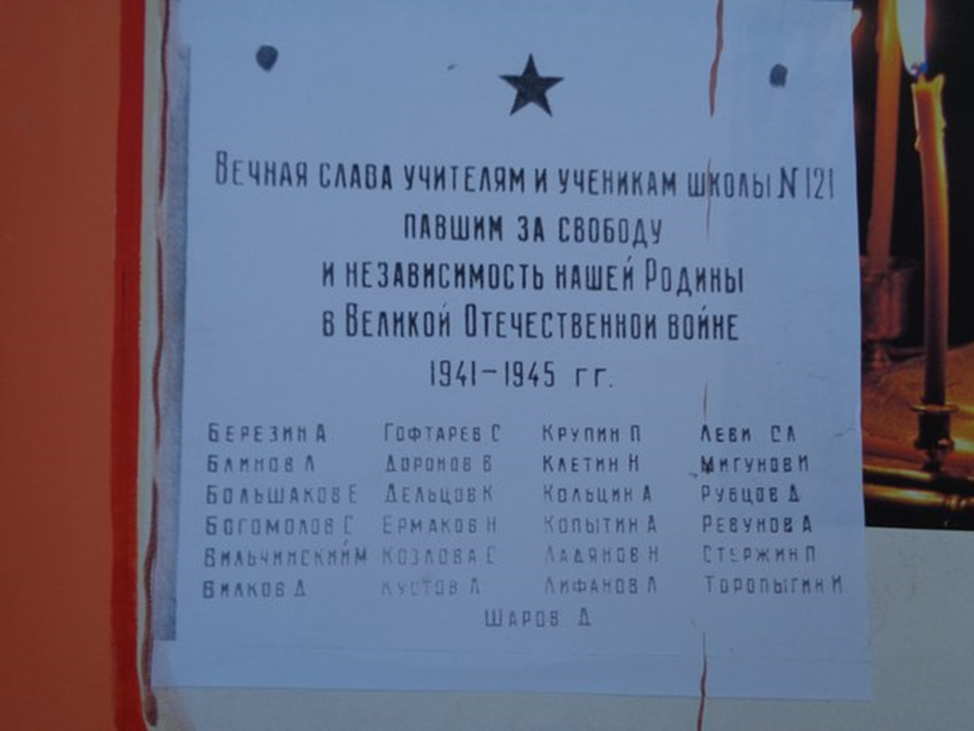 Вечная слава учителям и ученикам школы N 121
павшим за свободу
и независимость нашей Родины
в Великой Отечественной войне
1941-1945 гг.
Березин А Гофтарев С Крупин П Леви СЛ
Блинов Л Доронов В Клетин Н Мигунов И
Большаков Е Дельцов К Кольцин А Рубцов Д
Богомолов С Ермаков Н Копытин А Ревунов А
Вильчинский М Козлова С Ладянов Н Стержин П
Вилков Д Кустов Л Лифанов Л Торопыгин И
Шаров Д